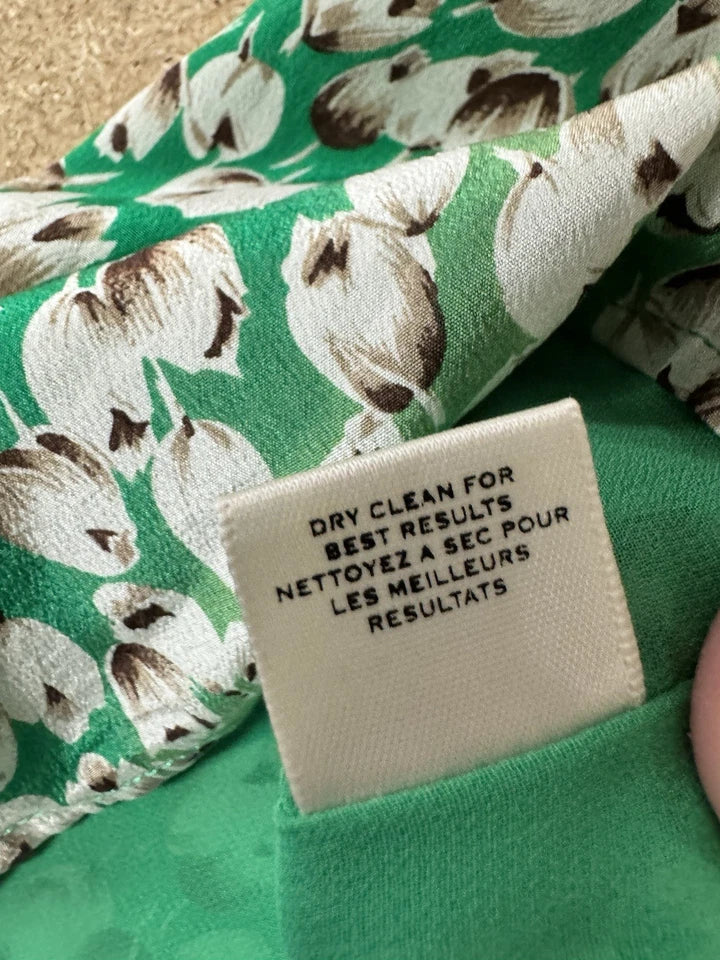 DRY CLEAN FOR
BEST RESULTS
NETTOYEZ A SEC POUR
LES MEILLEURS
RESULTATS